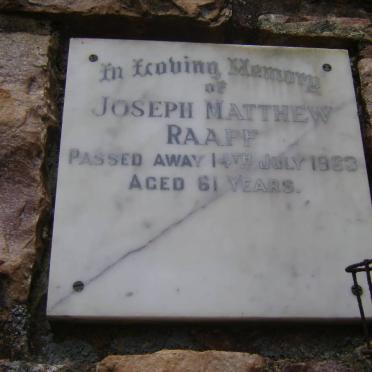 In Loving Memory
of
JOSEPH MATTHEW
RAAFF
PASSED AWAY 14TH JULY 1983
AGED 61 YEARS.